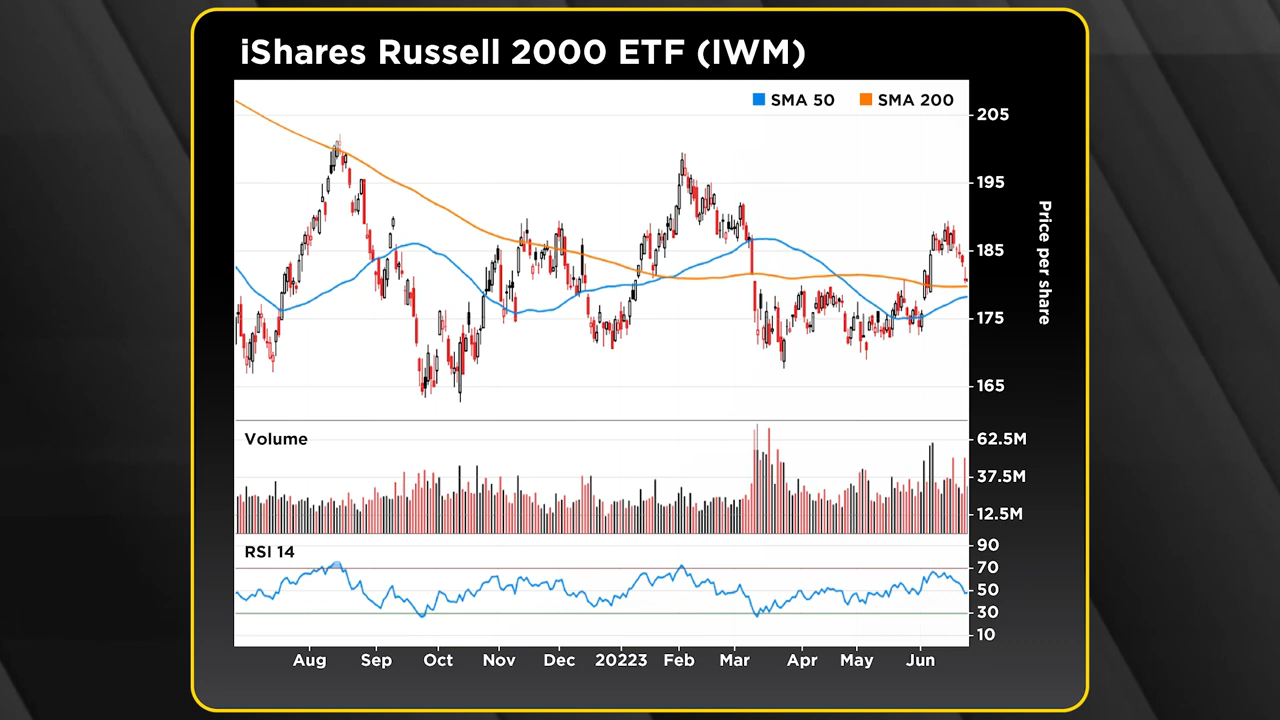 iShares Russell 2000 ETF (IWM)
SMA 50 SMA 200
205
195
185
175
165
Price per share
Volume
62.5M
37.5M
12.5M
RSI 14
90
70
50
30
10
Aug Sep Oct Nov Dec 20223 Feb Mar Apr May Jun